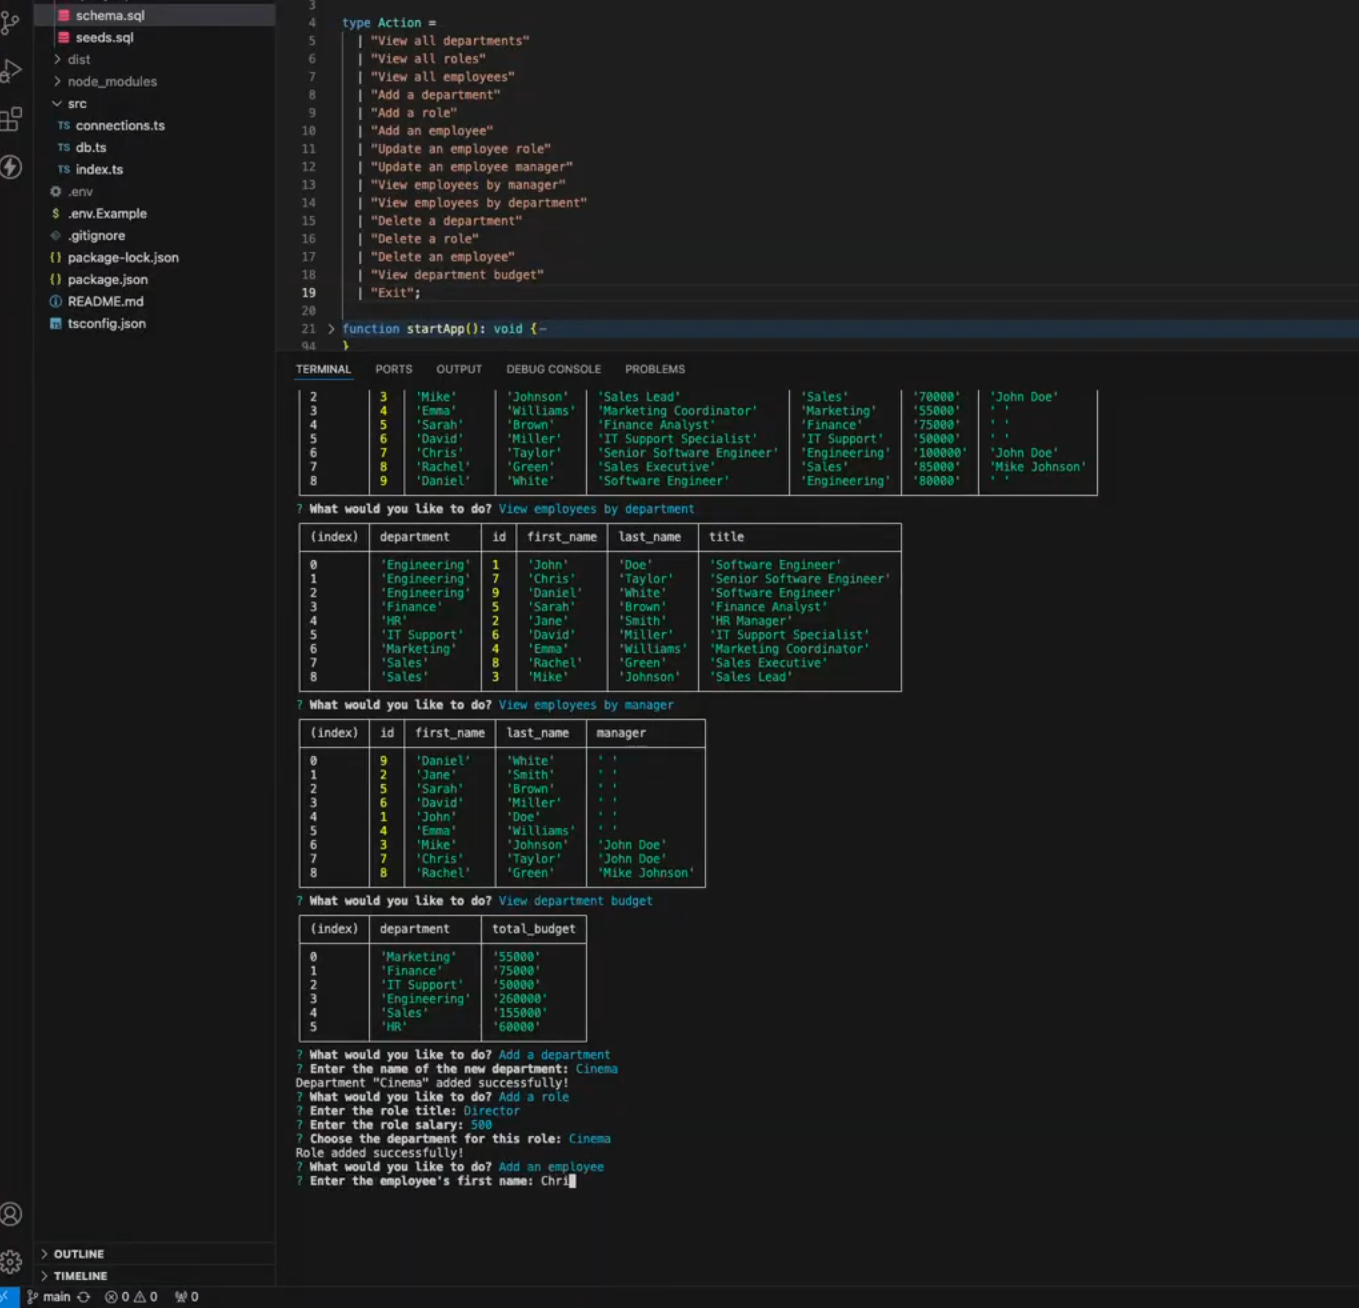 schema.sql
seeds.sql
dist
node_modules
src
TS connections.ts
TS db.ts
TS index.ts
.env
$ .env.Example
.gitignore
{} package-lock.json
{} package.json
README.md
tsconfig.json
OUTLINE
TIMELINE
3
4 type Action =
5 | "View all departments"
6 | "View all roles"
7 | "View all employees"
8 | "Add a department"
9 | "Add a role"
10 | "Add an employee"
11 | "Update an employee role"
12 | "Update an employee manager"
13 | "View employees by manager"
14 | "View employees by department"
15 | "Delete a department"
16 | "Delete a role"
17 | "Delete an employee"
18 | "View department budget"
19 | "Exit";
20
21 function startApp(): void {
94 }
TERMINAL PORTS OUTPUT DEBUG CONSOLE PROBLEMS
2 3 'Mike' 'Johnson' 'Sales Lead' 'Sales' '70000' 'John Doe'
3 4 'Emma' 'Williams' 'Marketing Coordinator' 'Marketing' '55000' ' '
4 5 'Sarah' 'Brown' 'Finance Analyst' 'Finance' '75000' ' '
5 6 'David' 'Miller' 'IT Support Specialist' 'IT Support' '50000' ' '
6 7 'Chris' 'Taylor' 'Senior Software Engineer' 'Engineering' '100000' 'John Doe'
7 8 'Rachel' 'Green' 'Sales Executive' 'Sales' '85000' 'Mike Johnson'
8 9 'Daniel' 'White' 'Software Engineer' 'Engineering' '80000' ' '
? What would you like to do? View employees by department
(index) department id first_name last_name title
0 'Engineering' 1 'John' 'Doe' 'Software Engineer'
1 'Engineering' 7 'Chris' 'Taylor' 'Senior Software Engineer'
2 'Engineering' 9 'Daniel' 'White' 'Software Engineer'
3 'Finance' 5 'Sarah' 'Brown' 'Finance Analyst'
4 'HR' 2 'Jane' 'Smith' 'HR Manager'
5 'IT Support' 6 'David' 'Miller' 'IT Support Specialist'
6 'Marketing' 4 'Emma' 'Williams' 'Marketing Coordinator'
7 'Sales' 8 'Rachel' 'Green' 'Sales Executive'
8 'Sales' 3 'Mike' 'Johnson' 'Sales Lead'
? What would you like to do? View employees by manager
(index) id first_name last_name manager
0 9 'Daniel' 'White' ' '
1 2 'Jane' 'Smith' ' '
2 5 'Sarah' 'Brown' ' '
3 6 'David' 'Miller' ' '
4 1 'John' 'Doe' ' '
5 4 'Emma' 'Williams' ' '
6 3 'Mike' 'Johnson' 'John Doe'
7 7 'Chris' 'Taylor' 'John Doe'
8 8 'Rachel' 'Green' 'Mike Johnson'
? What would you like to do? View department budget
(index) department total_budget
0 'Marketing' '55000'
1 'Finance' '75000'
2 'IT Support' '50000'
3 'Engineering' '260000'
4 'Sales' '155000'
5 'HR' '60000'
? What would you like to do? Add a department
? Enter the name of the new department: Cinema
Department "Cinema" added successfully!
? What would you like to do? Add a role
? Enter the role title: Director
? Enter the role salary: 500
? Choose the department for this role: Cinema
Role added successfully!
? What would you like to do? Add an employee
? Enter the employee's first name: Chri
main 0 0 0